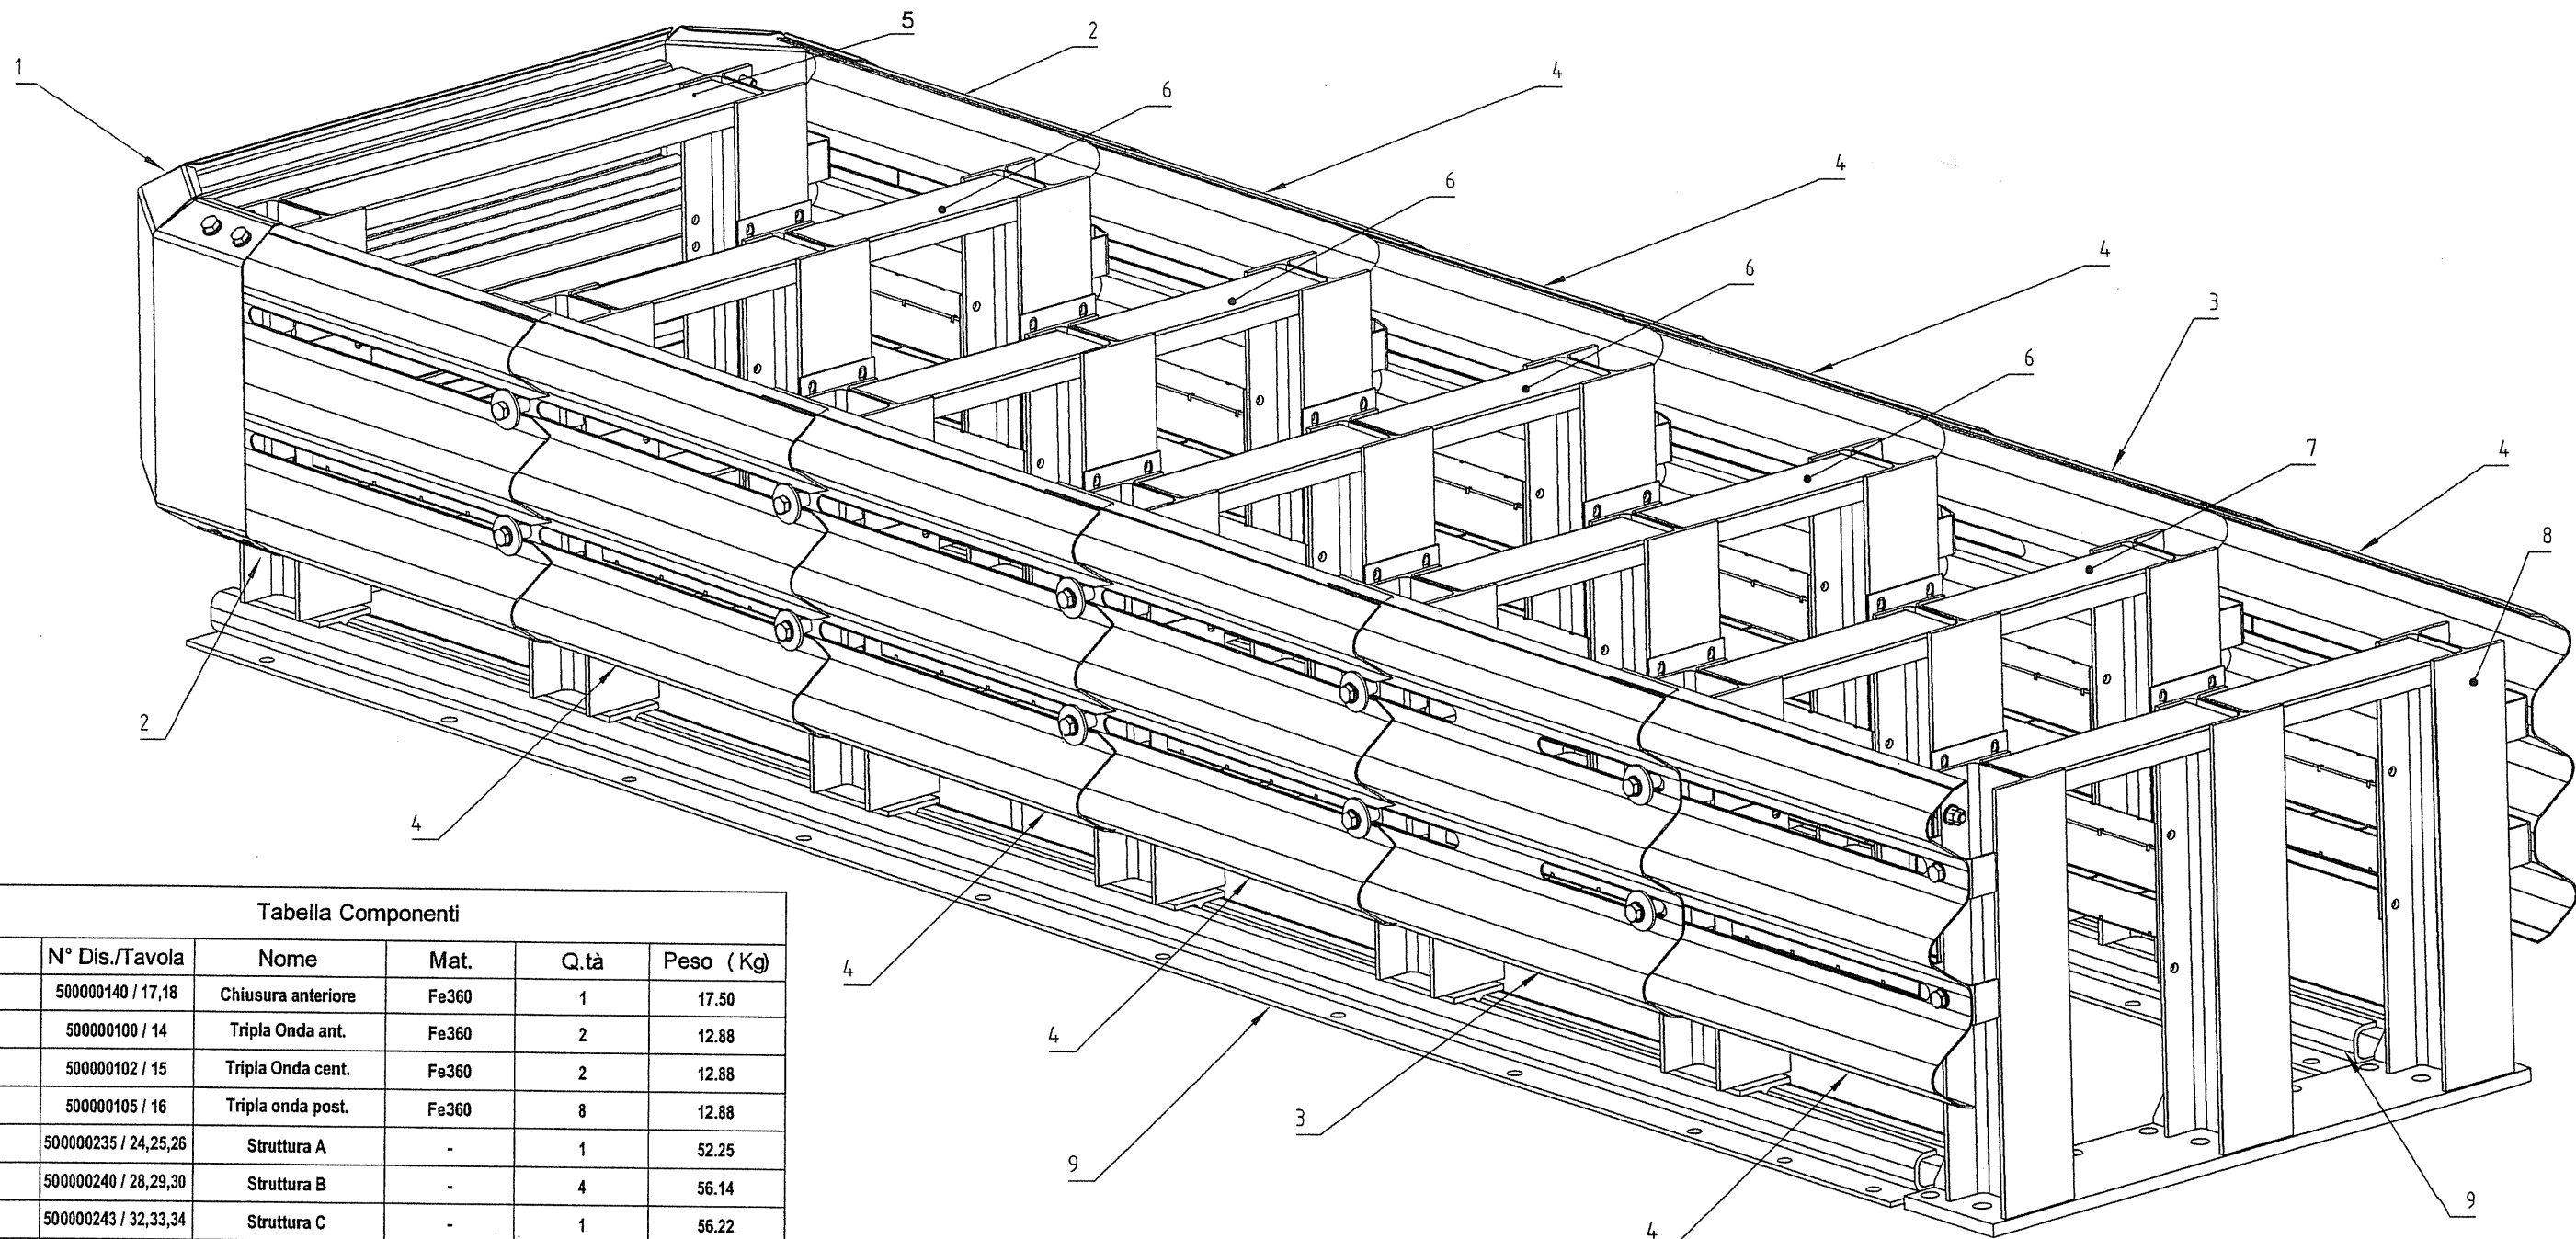 5
2
1
4
6
4
6
4
6
3
6
7
4
8
2
4
4
4
3
9
4
9
Tabella Componenti
N° Dis./Tavola Nome Mat. Q.tà Peso ( Kg)
500000140 / 17,18 Chiusura anteriore Fe360 1 17.50
500000100 / 14 Tripla Onda ant. Fe360 2 12.88
500000102 / 15 Tripla Onda cent. Fe360 2 12.88
500000105 / 16 Tripla onda post. Fe360 8 12.88
500000235 / 24,25,26 Struttura A - 1 52.25
500000240 / 28,29,30 Struttura B - 4 56.14
500000243 / 32,33,34 Struttura C - 1 56.22